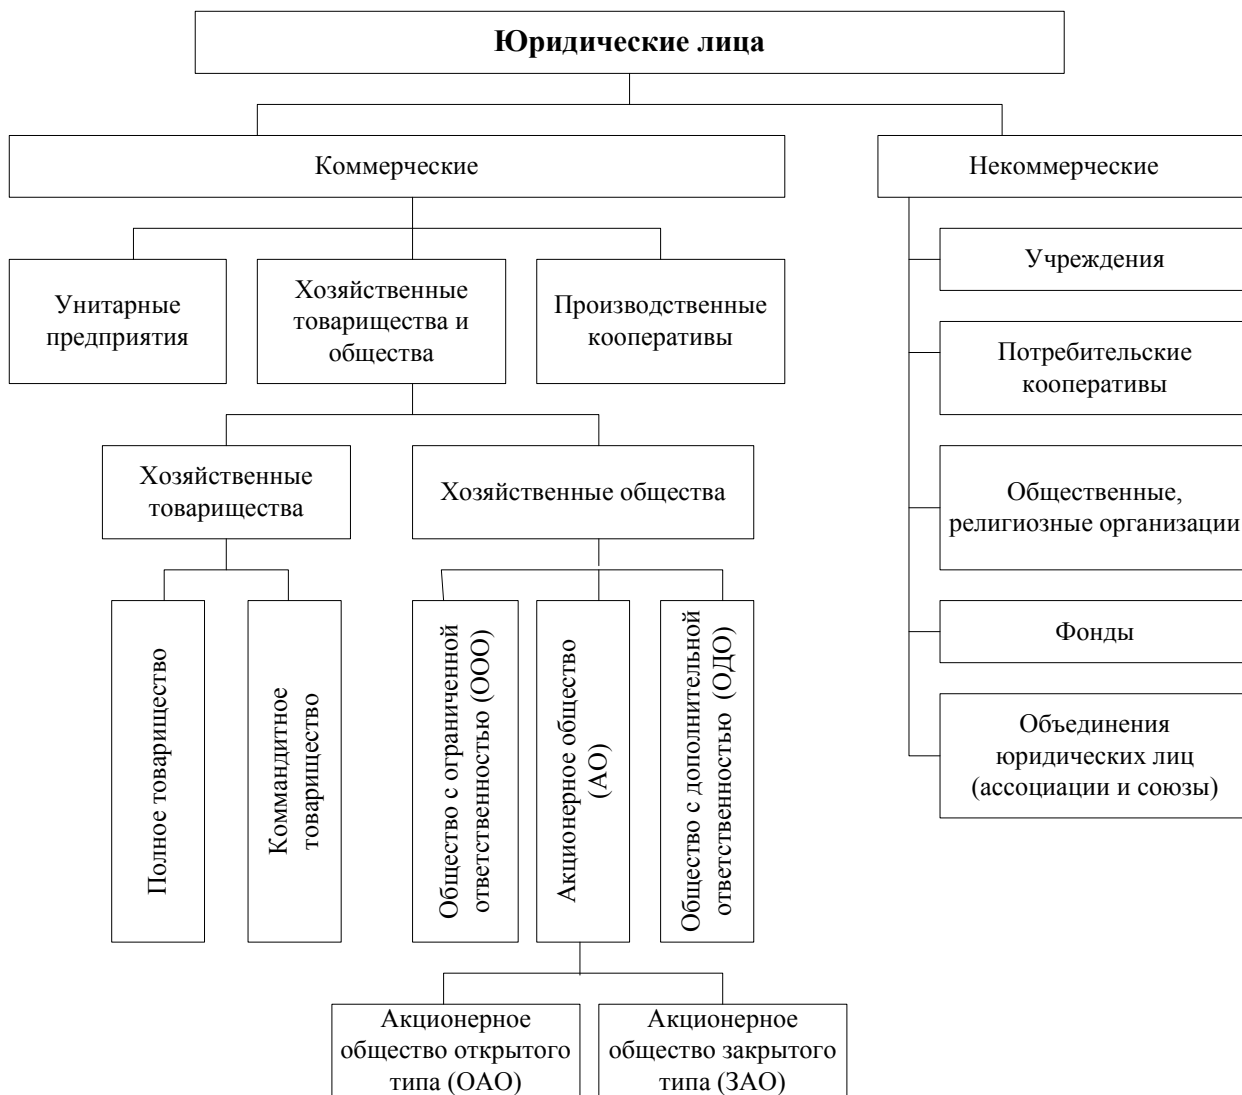 Юридические лица
Коммерческие
Некоммерческие
Унитарные
предприятия
Хозяйственные
товарищества и
общества
Производственные
кооперативы
Учреждения
Потребительские
кооперативы
Хозяйственные
товарищества
Хозяйственные общества
Общественные,
религиозные организации
Полное товарищество
Коммандитное
товарищество
Общество с ограниченной
ответственностью (ООО)
Акционерное общество
(АО)
Общество с дополнительной
ответственностью (ОДО)
Фонды
Объединения
юридических лиц
(ассоциации и союзы)
Акционерное
общество открытого
типа (ОАО)
Акционерное
общество закрытого
типа (ЗАО)